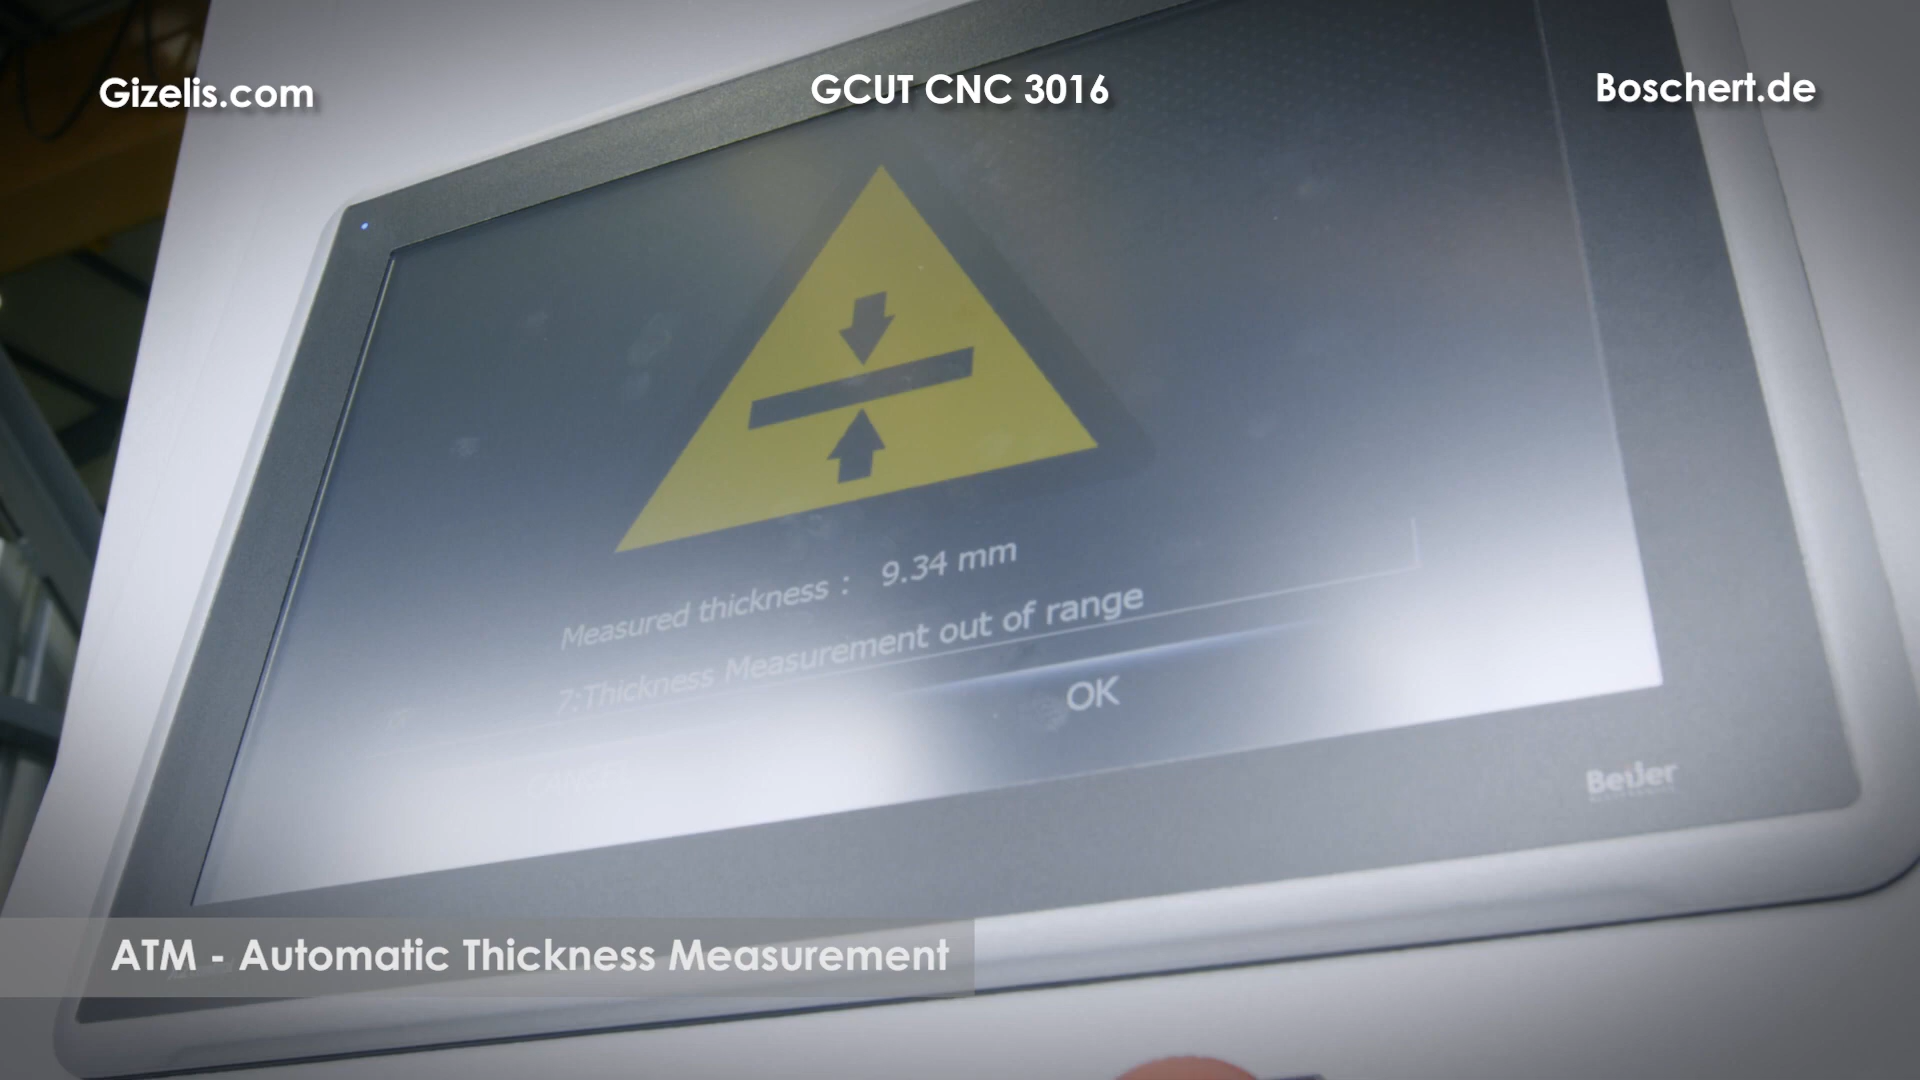 Gizelis.com
GCUT CNC 3016
Boschert.de
Measured thickness : 9.34 mm
7:Thickness Measurement out of range
OK
CANCEL
Beijer
ATM - Automatic Thickness Measurement